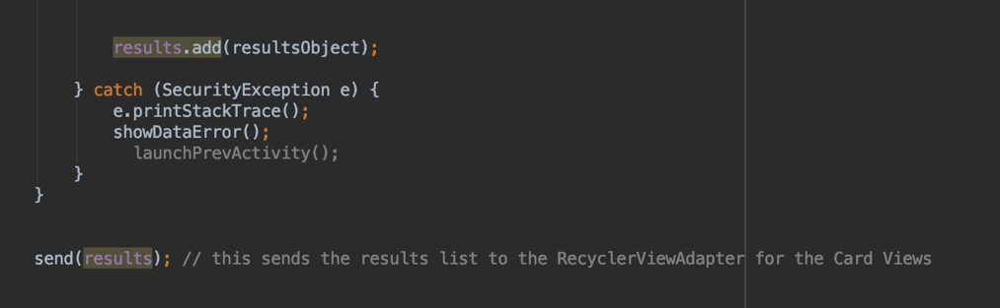 results.add(resultsObject);
} catch (SecurityException e) {
e.printStackTrace();
showDataError();
launchPrevActivity();
}
}
send(results); // this sends the results list to the RecyclerViewAdapter for the Card Views